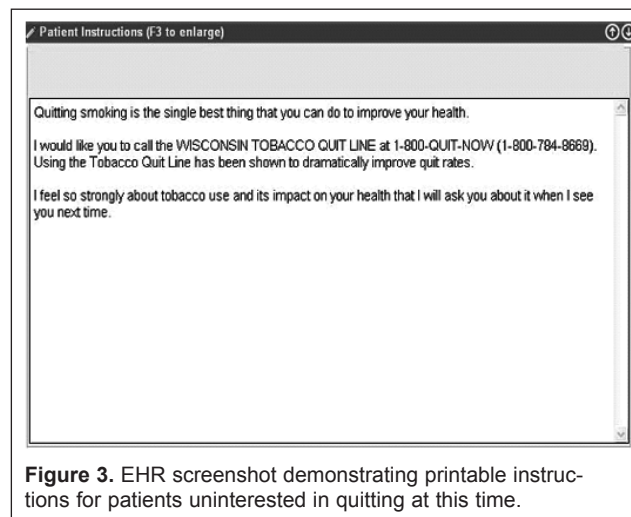 Patient Instructions (F3 to enlarge)
Quitting smoking is the single best thing that you can do to improve your health.
I would like you to call the WISCONSIN TOBACCO QUIT LINE at 1-800-QUIT-NOW (1-800-784-8669).
Using the Tobacco Quit Line has been shown to dramatically improve quit rates.
I feel so strongly about tobacco use and its impact on your health that I will ask you about it when I see
you next time.
Figure 3. EHR screenshot demonstrating printable instruc-
tions for patients uninterested in quitting at this time.